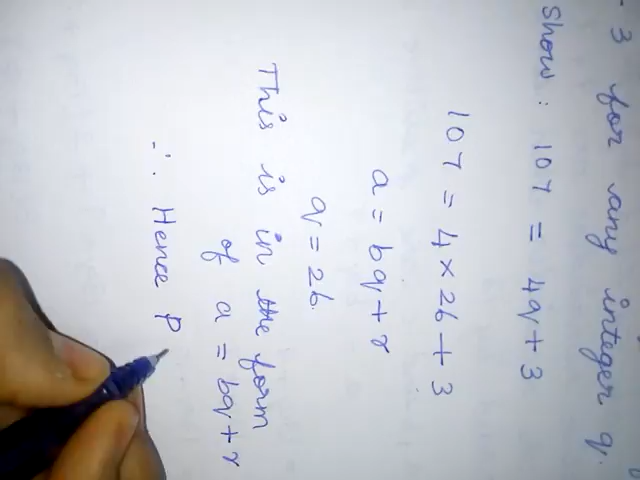 - 3 for any integer q.
Show : 107 = 4q + 3
107 = 4 × 26 + 3
a = bq + r
q = 26.
This is in the form
of a = bq + r
∴ Hence P